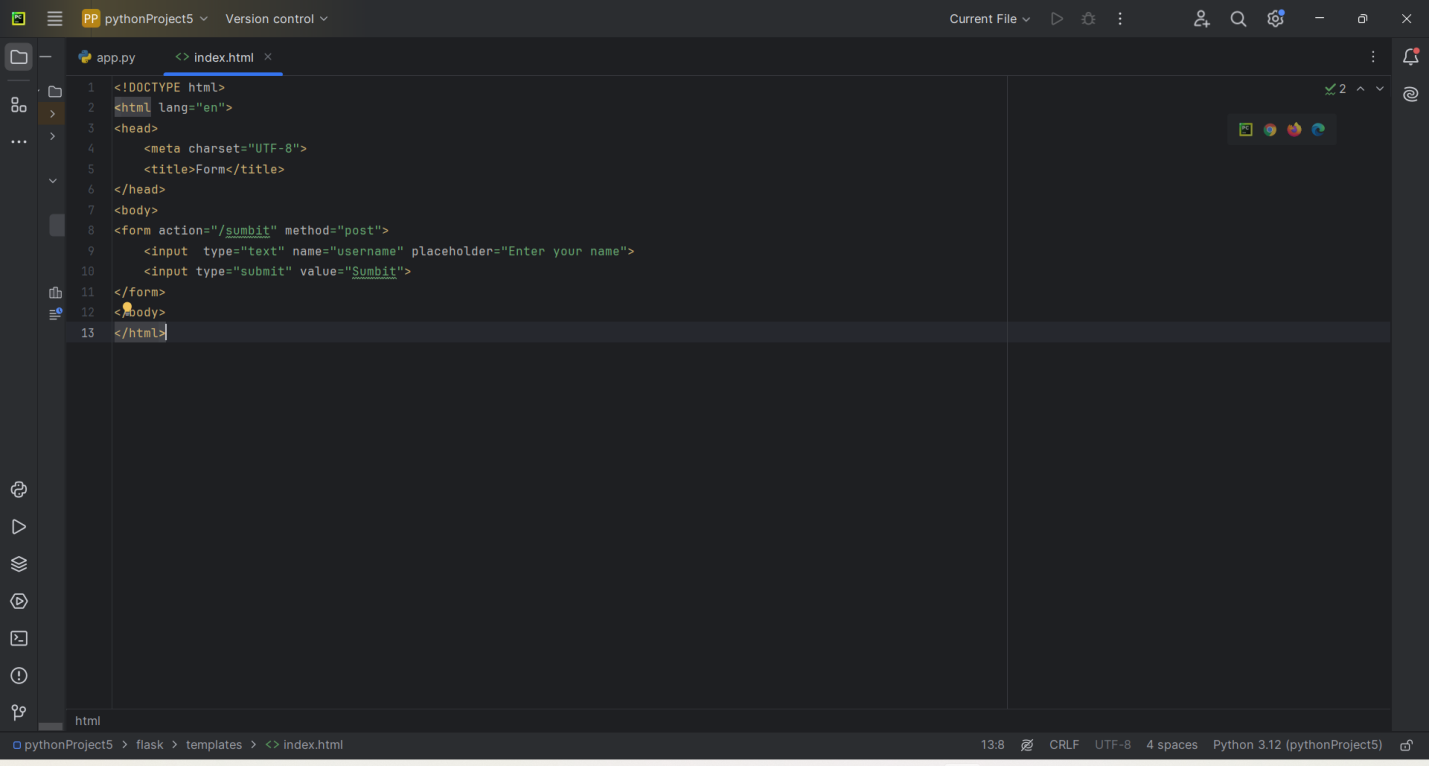 PP pythonProject5 Version control Current File
app.py <> index.html
1 <!DOCTYPE html>
2 <html lang="en">
3 <head>
4     <meta charset="UTF-8">
5     <title>Form</title>
6 </head>
7 <body>
8 <form action="/sumbit" method="post">
9     <input  type="text" name="username" placeholder="Enter your name">
10     <input type="submit" value="Sumbit">
11 </form>
12 </body>
13 </html>
2
html
pythonProject5 > flask > templates > <> index.html 13:8 CRLF UTF-8 4 spaces Python 3.12 (pythonProject5)